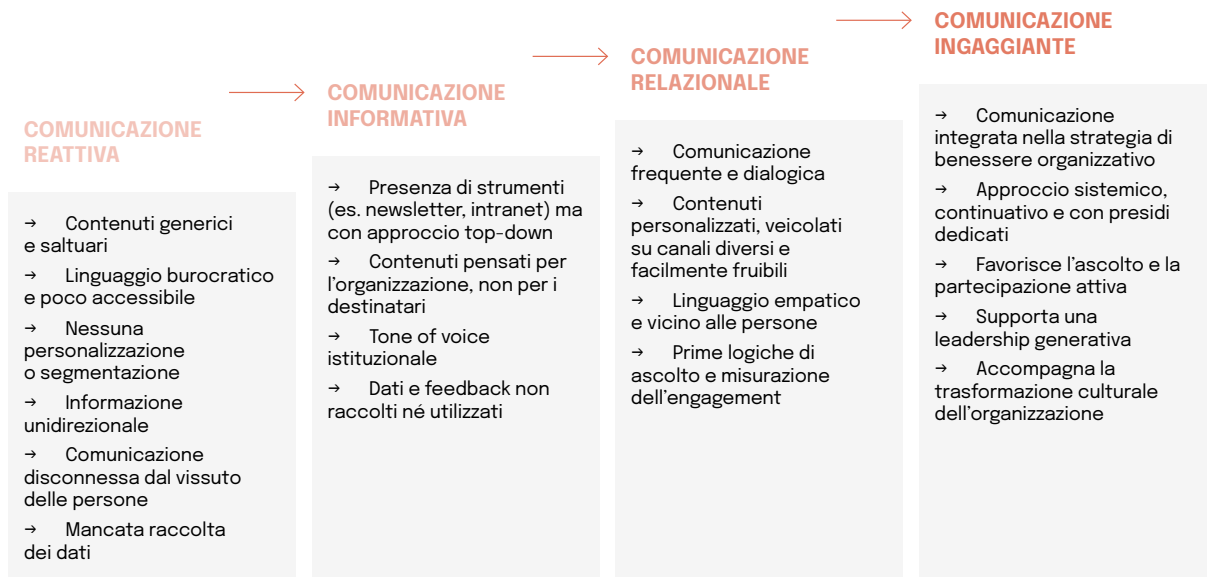 COMUNICAZIONE
REATTIVA
→ Contenuti generici
e saltuari
→ Linguaggio burocratico
e poco accessibile
→ Nessuna
personalizzazione
o segmentazione
→ Informazione
unidirezionale
→ Comunicazione
disconnessa dal vissuto
delle persone
→ Mancata raccolta
dei dati
COMUNICAZIONE
INFORMATIVA
→ Presenza di strumenti
(es. newsletter, intranet) ma
con approccio top-down
→ Contenuti pensati per
l’organizzazione, non per i
destinatari
→ Tone of voice
istituzionale
→ Dati e feedback non
raccolti né utilizzati
COMUNICAZIONE
RELAZIONALE
→ Comunicazione
frequente e dialogica
→ Contenuti
personalizzati, veicolati
su canali diversi e
facilmente fruibili
→ Linguaggio empatico
e vicino alle persone
→ Prime logiche di
ascolto e misurazione
dell’engagement
COMUNICAZIONE
INGAGGIANTE
→ Comunicazione
integrata nella strategia di
benessere organizzativo
→ Approccio sistemico,
continuativo e con presidi
dedicati
→ Favorisce l’ascolto e la
partecipazione attiva
→ Supporta una
leadership generativa
→ Accompagna la
trasformazione culturale
dell’organizzazione